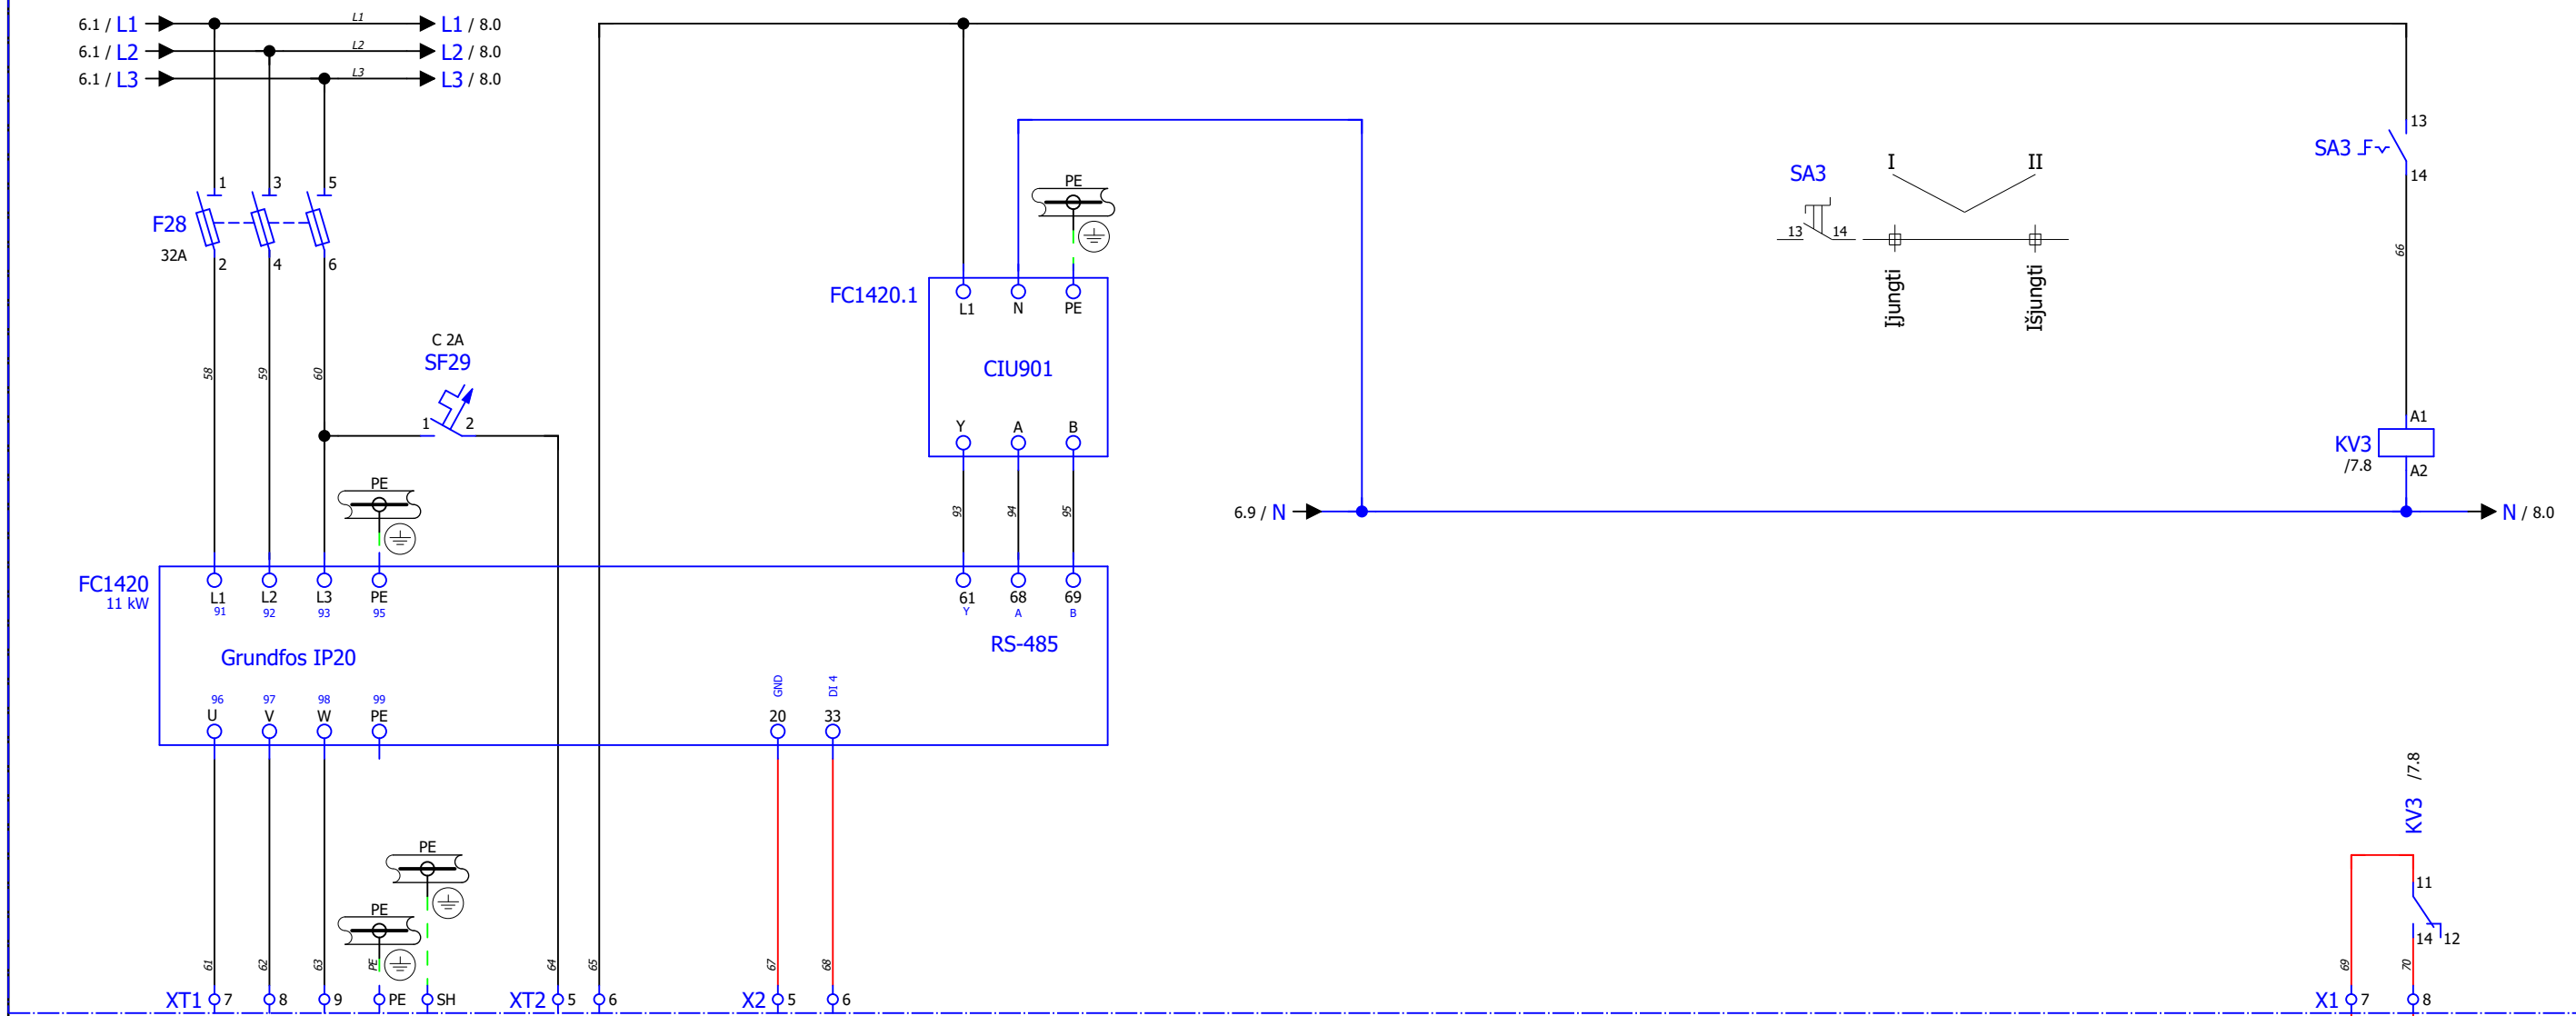 6.1 / L1 L1 L1 / 8.0
6.1 / L2 L2 L2 / 8.0
6.1 / L3 L3 L3 / 8.0
13
SA3
14
I II
SA3
13 14
Įjungti Išjungti
1 3 5
F28
32A
2 4 6
PE
FC1420.1
L1 N PE
CIU901
Y A B
66
C 2A
SF29
1 2
58 59 60
A1
KV3
/7.8
A2
PE
93 94 95
6.9 / N N / 8.0
FC1420
11 kW
L1 L2 L3 PE
91 92 93 95
61 68 69
Y A B
RS-485
Grundfos IP20
GND DI 4
96 97 98 99
U V W PE
20 33
KV3 /7.8
PE
PE
11
14 12
61 62 63 PE 64 65 67 68 69 70
XT1 7 8 9 PE SH XT2 5 6 X2 5 6 X1 7 8